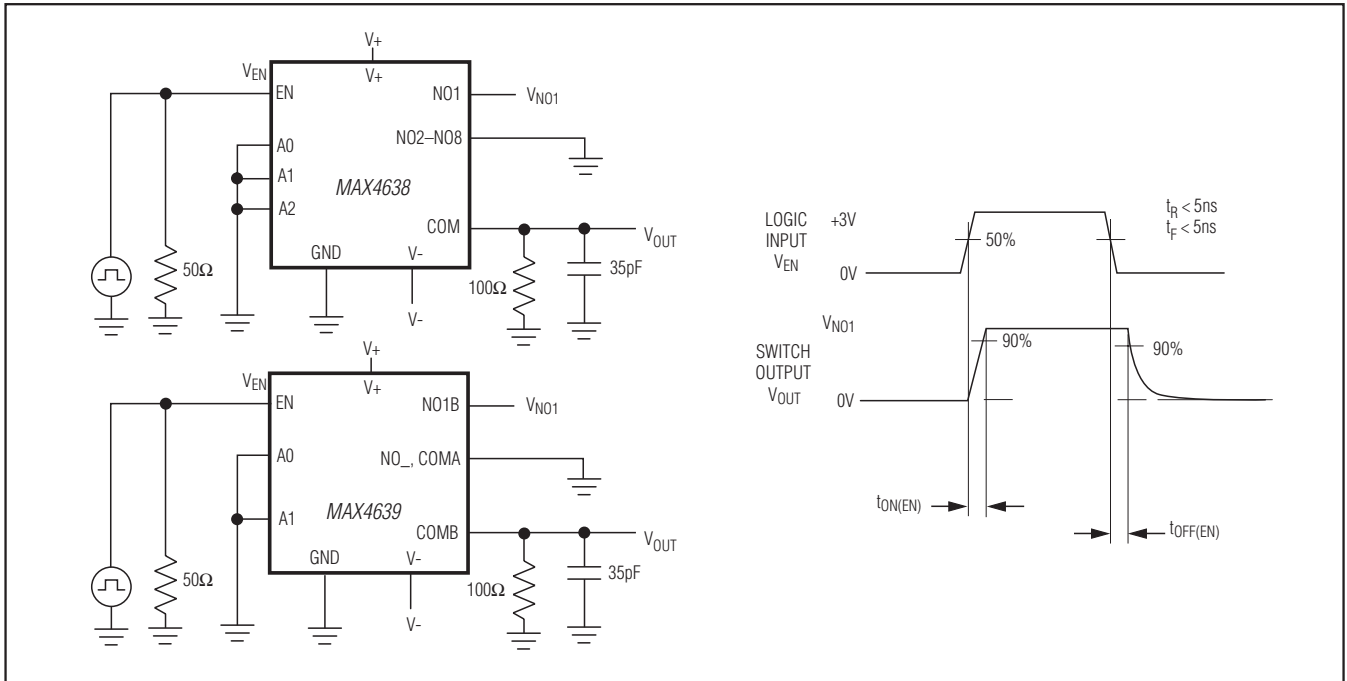 V+
V+
VEN
EN
NO1
VNO1
NO2–NO8
A0
A1
MAX4638
A2
COM
VOUT
GND
V-
50Ω
100Ω
35pF
V-
V+
V+
VEN
EN
NO1B
VNO1
A0
NO_, COMA
A1
MAX4639
COMB
VOUT
GND
V-
50Ω
100Ω
35pF
V-
LOGIC
INPUT
VEN
+3V
0V
50%
tR < 5ns
tF < 5ns
VNO1
SWITCH
OUTPUT
VOUT
0V
90%
90%
tON(EN)
tOFF(EN)